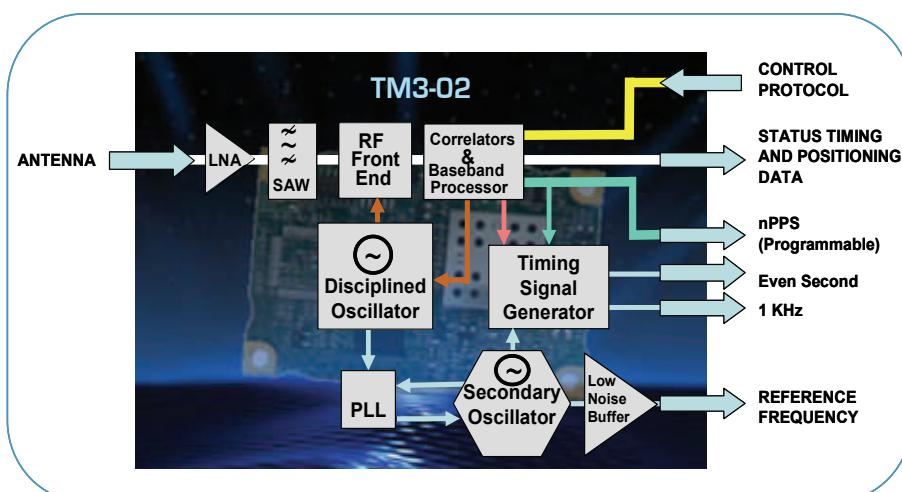 TM3-02
CONTROL
PROTOCOL
ANTENNA
LNA
SAW
RF
Front
End
Correlators
&
Baseband
Processor
STATUS TIMING
AND POSITIONING
DATA
nPPS
(Programmable)
Disciplined
Oscillator
Timing
Signal
Generator
Even Second
1 KHz
PLL
Secondary
Oscillator
Low
Noise
Buffer
REFERENCE
FREQUENCY